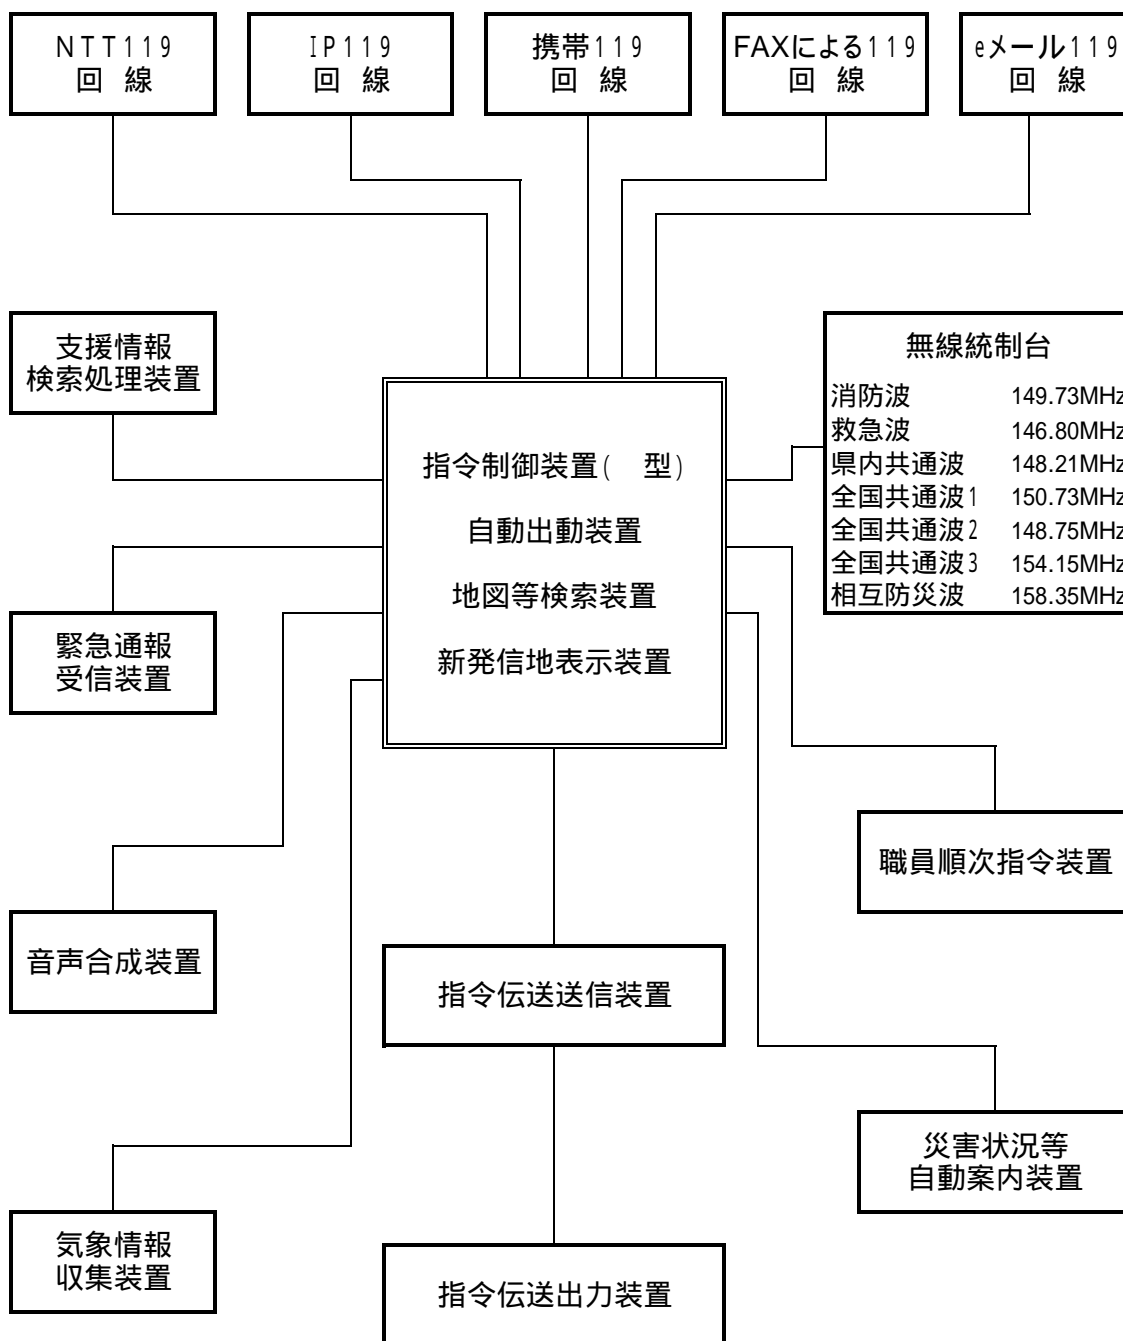 NTT119
回 線
IP119
回 線
携帯119
回 線
FAXによる119
回 線
eメール119
回 線
支援情報
検索処理装置
無線統制台
消防波 149.73MHz
救急波 146.80MHz
県内共通波 148.21MHz
全国共通波1 150.73MHz
全国共通波2 148.75MHz
全国共通波3 154.15MHz
相互防災波 158.35MHz
指令制御装置( 型)
自動出動装置
地図等検索装置
新発信地表示装置
緊急通報
受信装置
職員順次指令装置
音声合成装置
指令伝送送信装置
災害状況等
自動案内装置
気象情報
収集装置
指令伝送出力装置